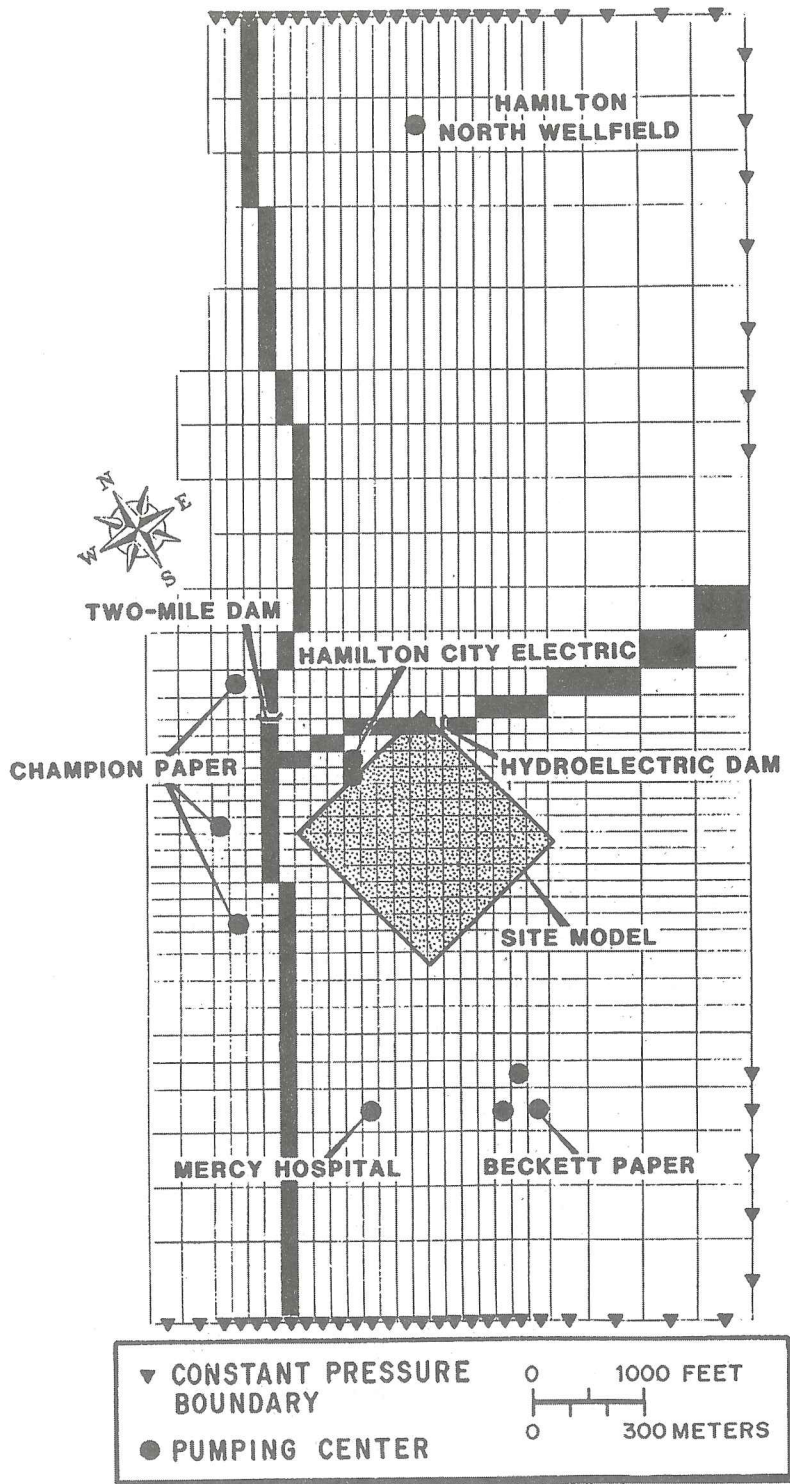 HAMILTON
NORTH WELLFIELD
N
E
W
S
TWO-MILE DAM
HAMILTON CITY ELECTRIC
CHAMPION PAPER
HYDROELECTRIC DAM
SITE MODEL
MERCY HOSPITAL
BECKETT PAPER
CONSTANT PRESSURE
BOUNDARY
PUMPING CENTER
0 1000 FEET
0 300 METERS